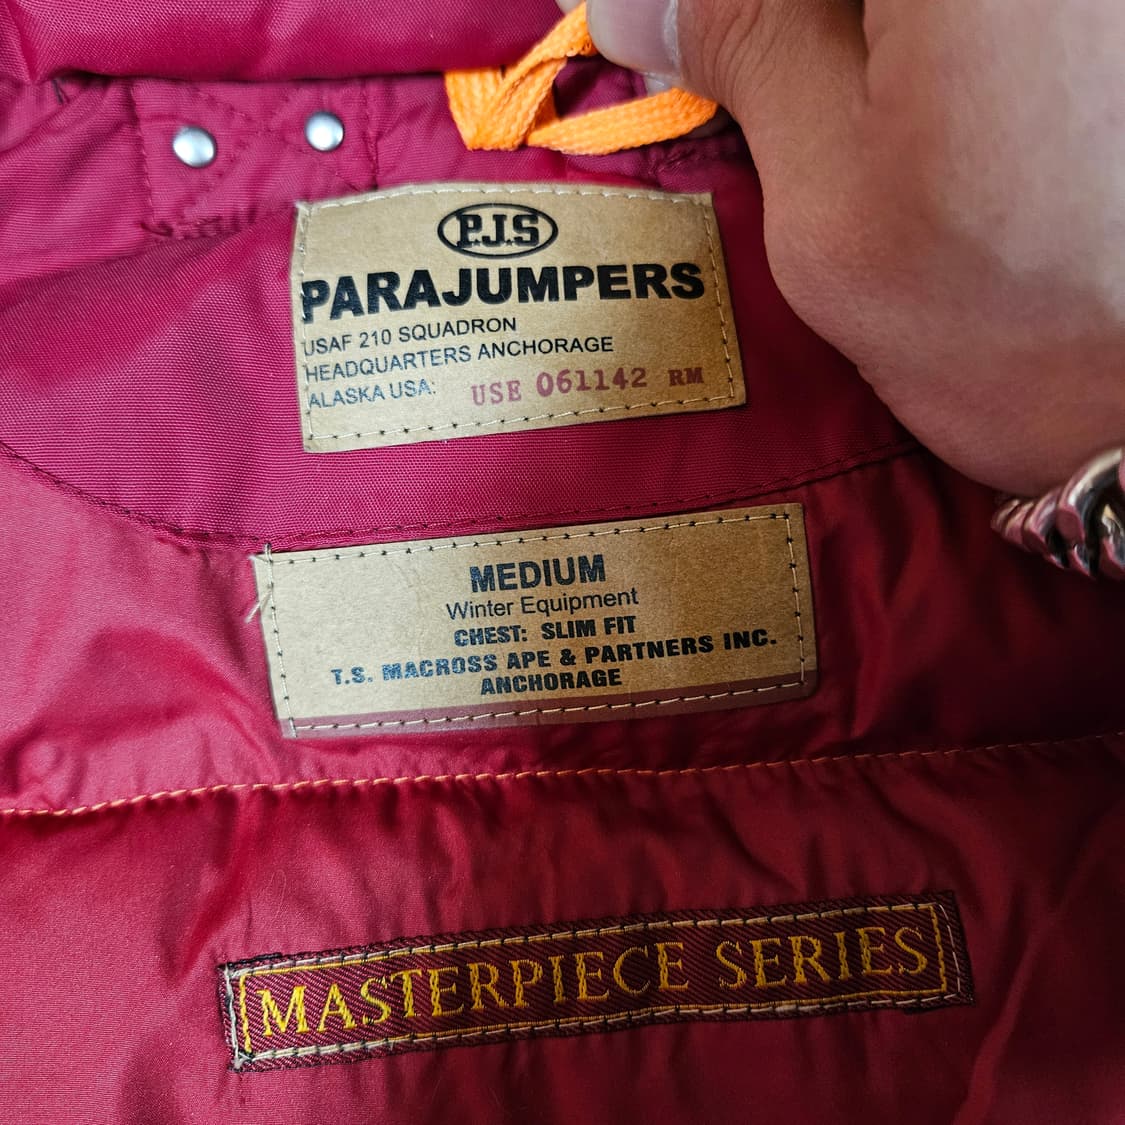 P.J.S
PARAJUMPERS
USAF 210 SQUADRON
HEADQUARTERS ANCHORAGE
ALASKA USA: USE 061142 RM
MEDIUM
Winter Equipment
CHEST: SLIM FIT
T.S. MACROSS APE & PARTNERS INC.
ANCHORAGE
MASTERPIECE SERIES